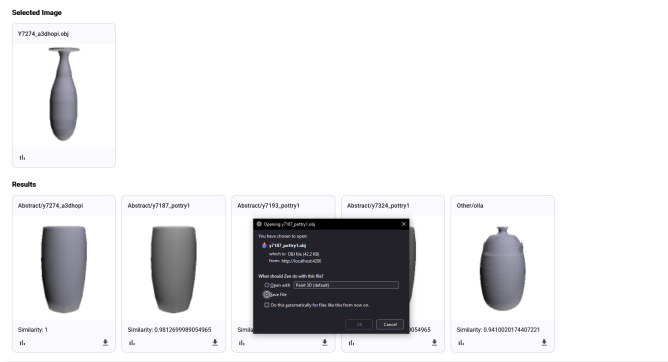 Selected Image
Y7274_a3dhopi.obj
Results
Abstract/y7274_a3dhopi
Abstract/y7187_pottry1
Abstract/y7193_pottry1
Abstract/y7324_pottry1
Other/olla
Opening y7187_pottry1.obj
You have chosen to open:
y7187_pottry1.obj
which is: OBJ file (42.2 KB)
from: http://localhost:4200
What should Zen do with this file?
Open with Paint 3D (default)
Save File
Do this automatically for files like this from now on.
OK Cancel
Similarity: 1
Similarity: 0.9812699989054965
Simila
054965
Similarity: 0.9410020174407221